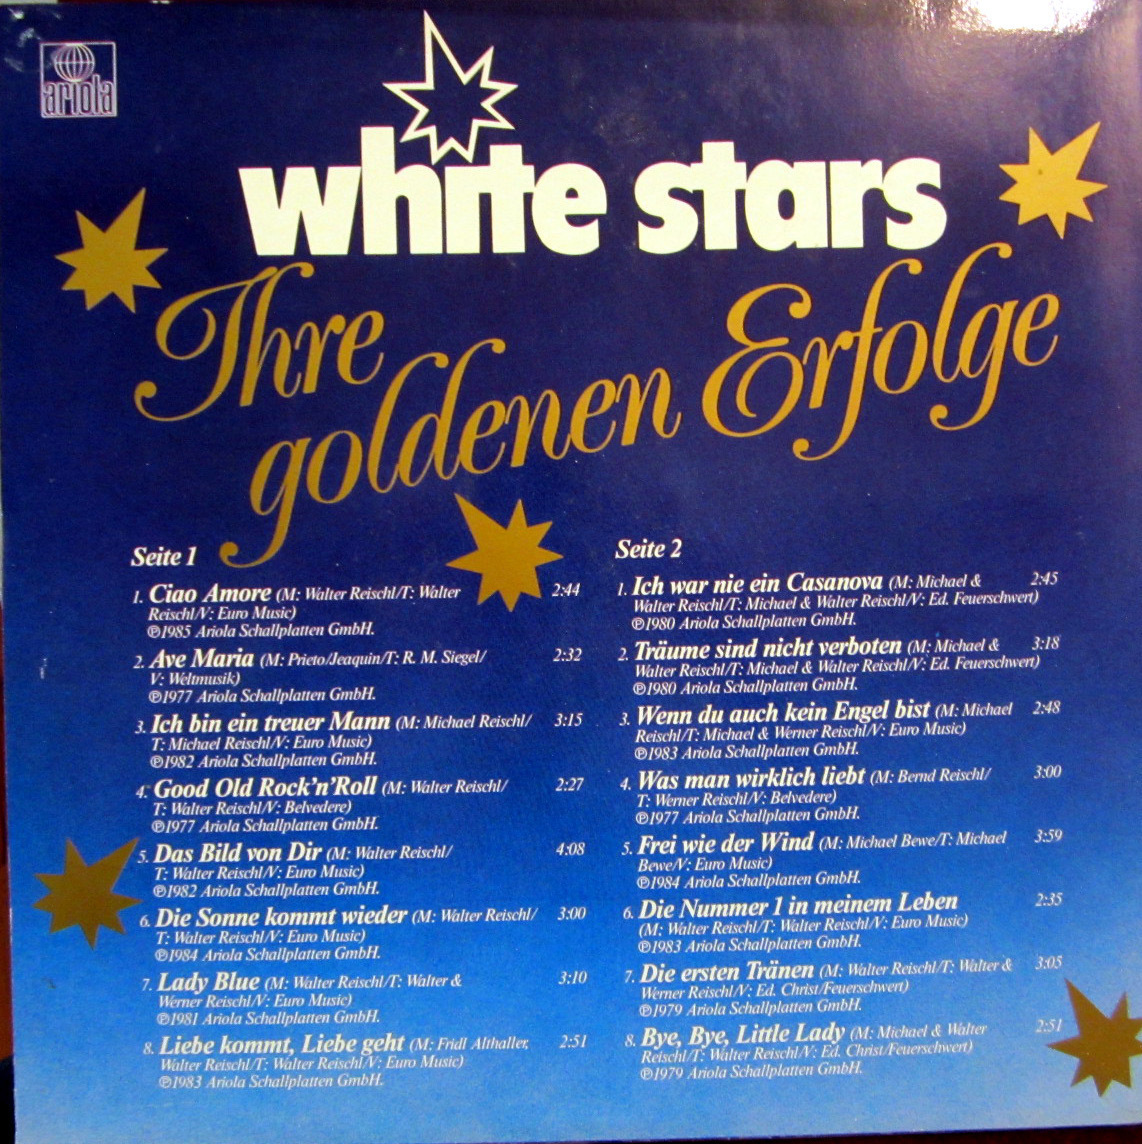 ariola
white stars
Ihre
goldenen Erfolge
Seite 1
1. Ciao Amore (M: Walter Reischl/T: Walter 2:44
Reischl/V: Euro Music)
℗1985 Ariola Schallplatten GmbH.
2. Ave Maria (M: Prieto/Jeaquin/T: R. M. Siegel/ 2:32
V: Weltmusik)
℗1977 Ariola Schallplatten GmbH.
3. Ich bin ein treuer Mann (M: Michael Reischl/ 3:15
T: Michael Reischl/V: Euro Music)
℗1982 Ariola Schallplatten GmbH.
4. Good Old Rock'n'Roll (M: Walter Reischl/ 2:27
T: Walter Reischl/V: Belvedere)
℗1977 Ariola Schallplatten GmbH.
5. Das Bild von Dir (M: Walter Reischl/ 4:08
T: Walter Reischl/V: Euro Music)
℗1982 Ariola Schallplatten GmbH.
6. Die Sonne kommt wieder (M: Walter Reischl/ 3:00
T: Walter Reischl/V: Euro Music)
℗1984 Ariola Schallplatten GmbH.
7. Lady Blue (M: Walter Reischl/T: Walter & 3:10
Werner Reischl/V: Euro Music)
℗1981 Ariola Schallplatten GmbH.
8. Liebe kommt, Liebe geht (M: Fridl Althaller, 2:51
Walter Reischl/T: Walter Reischl/V: Euro Music)
℗1983 Ariola Schallplatten GmbH.
Seite 2
1. Ich war nie ein Casanova (M: Michael & 2:45
Walter Reischl/T: Michael & Walter Reischl/V: Ed. Feuerschwert)
℗1980 Ariola Schallplatten GmbH.
2. Träume sind nicht verboten (M: Michael & 3:18
Walter Reischl/T: Michael & Walter Reischl/V: Ed. Feuerschwert)
℗1980 Ariola Schallplatten GmbH.
3. Wenn du auch kein Engel bist (M: Michael 2:48
Reischl/T: Michael & Werner Reischl/V: Euro Music)
℗1983 Ariola Schallplatten GmbH.
4. Was man wirklich liebt (M: Bernd Reischl/ 3:00
T: Werner Reischl/V: Belvedere)
℗1977 Ariola Schallplatten GmbH.
5. Frei wie der Wind (M: Michael Bewe/T: Michael 3:59
Bewe/V: Euro Music)
℗1984 Ariola Schallplatten GmbH.
6. Die Nummer 1 in meinem Leben 2:35
(M: Walter Reischl/T: Walter Reischl/V: Euro Music)
℗1983 Ariola Schallplatten GmbH.
7. Die ersten Tränen (M: Walter Reischl/T: Walter & 3:05
Werner Reischl/V: Ed. Christ/Feuerschwert)
℗1979 Ariola Schallplatten GmbH.
8. Bye, Bye, Little Lady (M: Michael & Walter 2:51
Reischl/T: Walter Reischl/V: Ed. Christ/Feuerschwert)
℗1979 Ariola Schallplatten GmbH.